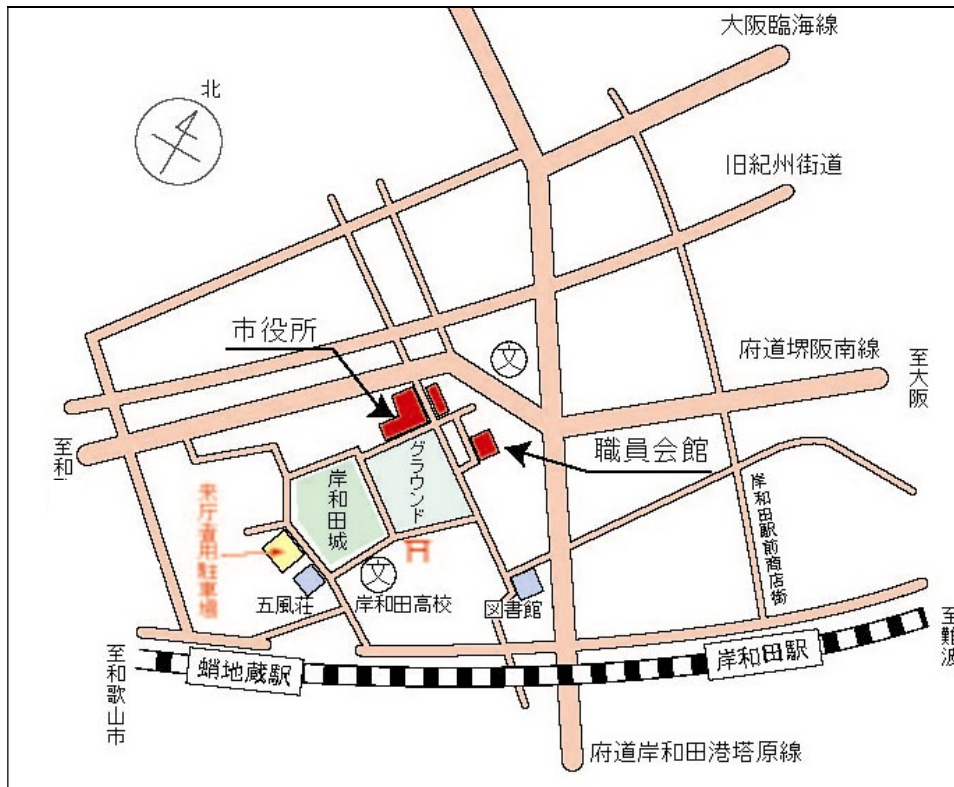 大阪臨海線
北
旧紀州街道
市役所
文
府道堺阪南線
至大阪
至和
職員会館
グラウンド
岸和田城
来庁者用駐車場
岸和田駅前商店街
文
五風荘
岸和田高校
図書館
至難波
至和歌山市
蛸地蔵駅
岸和田駅
府道岸和田港塔原線